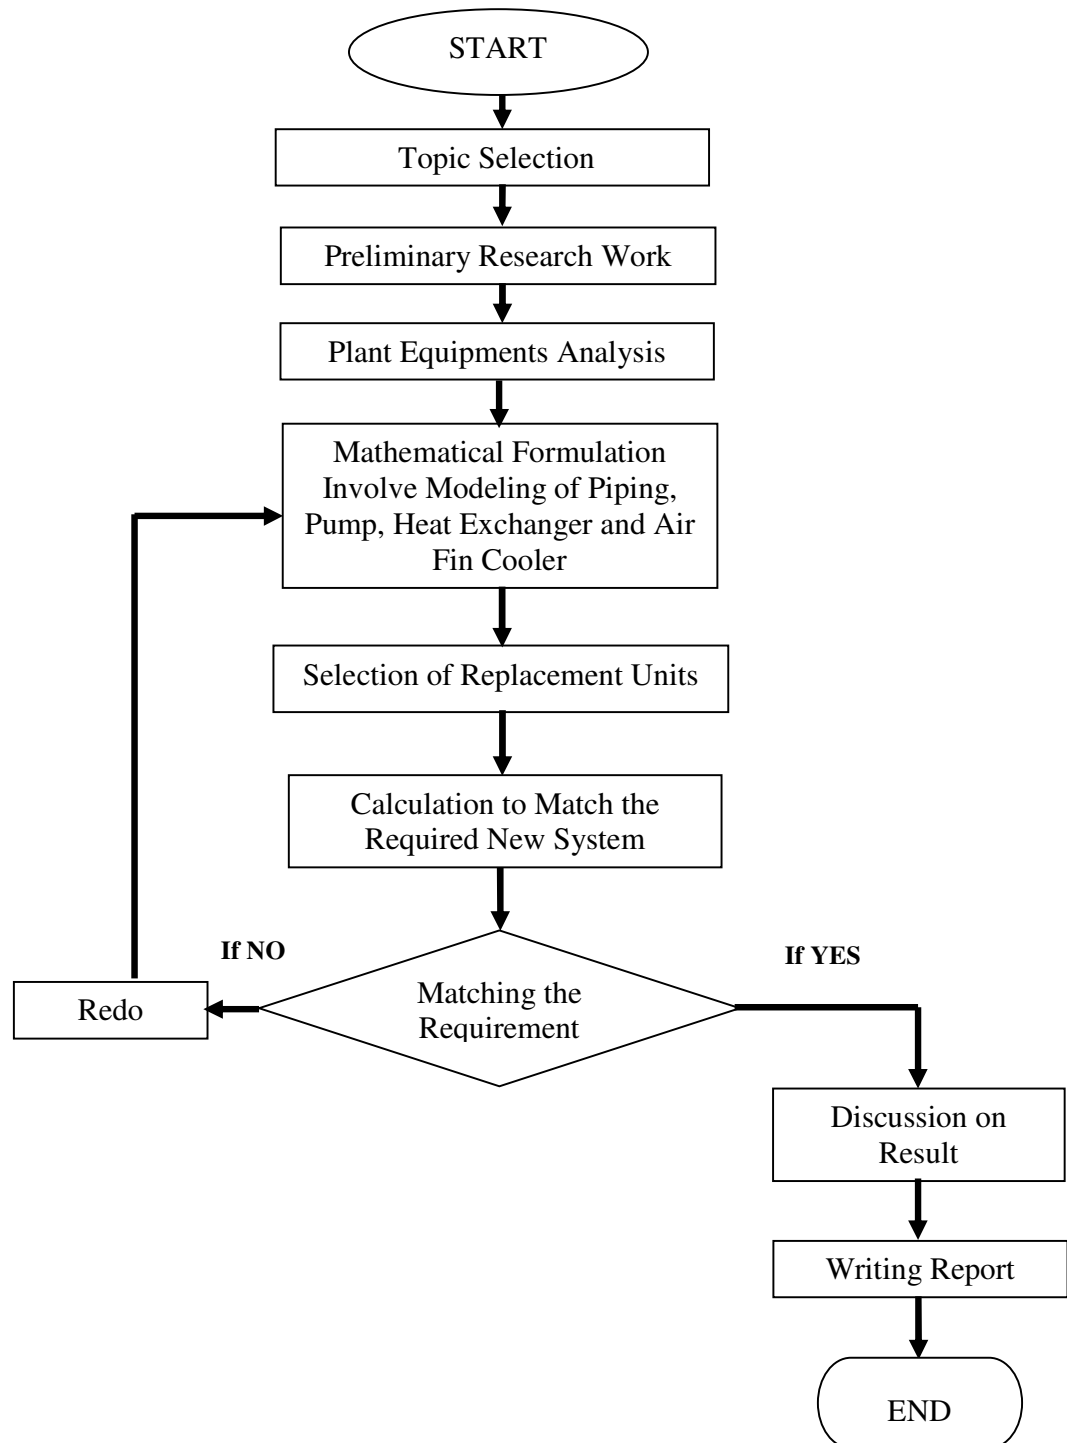 START
Topic Selection
Preliminary Research Work
Plant Equipments Analysis
Mathematical Formulation
Involve Modeling of Piping,
Pump, Heat Exchanger and Air
Fin Cooler
Selection of Replacement Units
Calculation to Match the
Required New System
If NO
If YES
Redo
Matching the
Requirement
Discussion on
Result
Writing Report
END